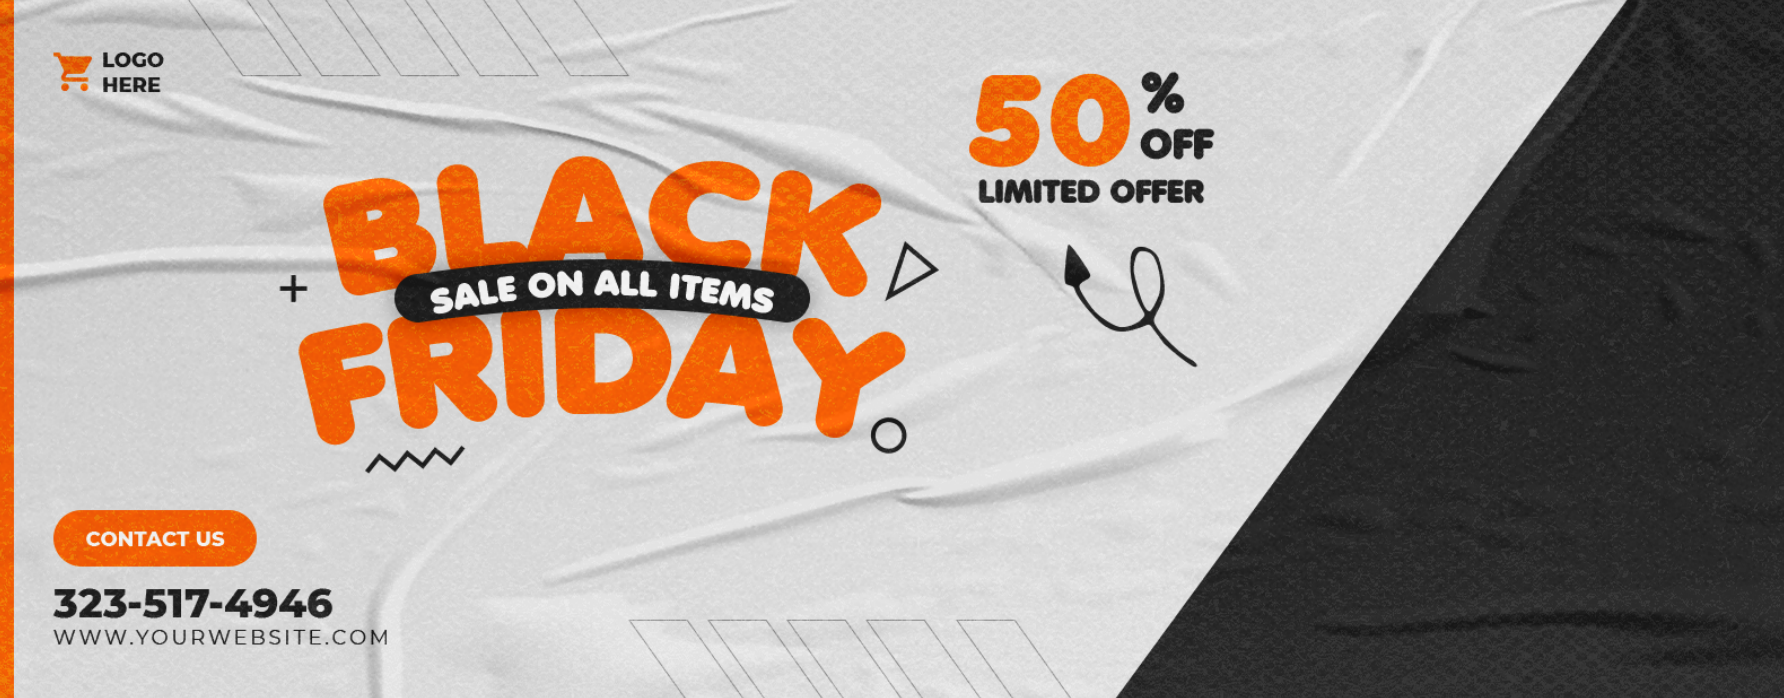 LOGO
HERE
50%
OFF
LIMITED OFFER
BLACK
SALE ON ALL ITEMS
FRIDAY
CONTACT US
323-517-4946
WWW.YOURWEBSITE.COM